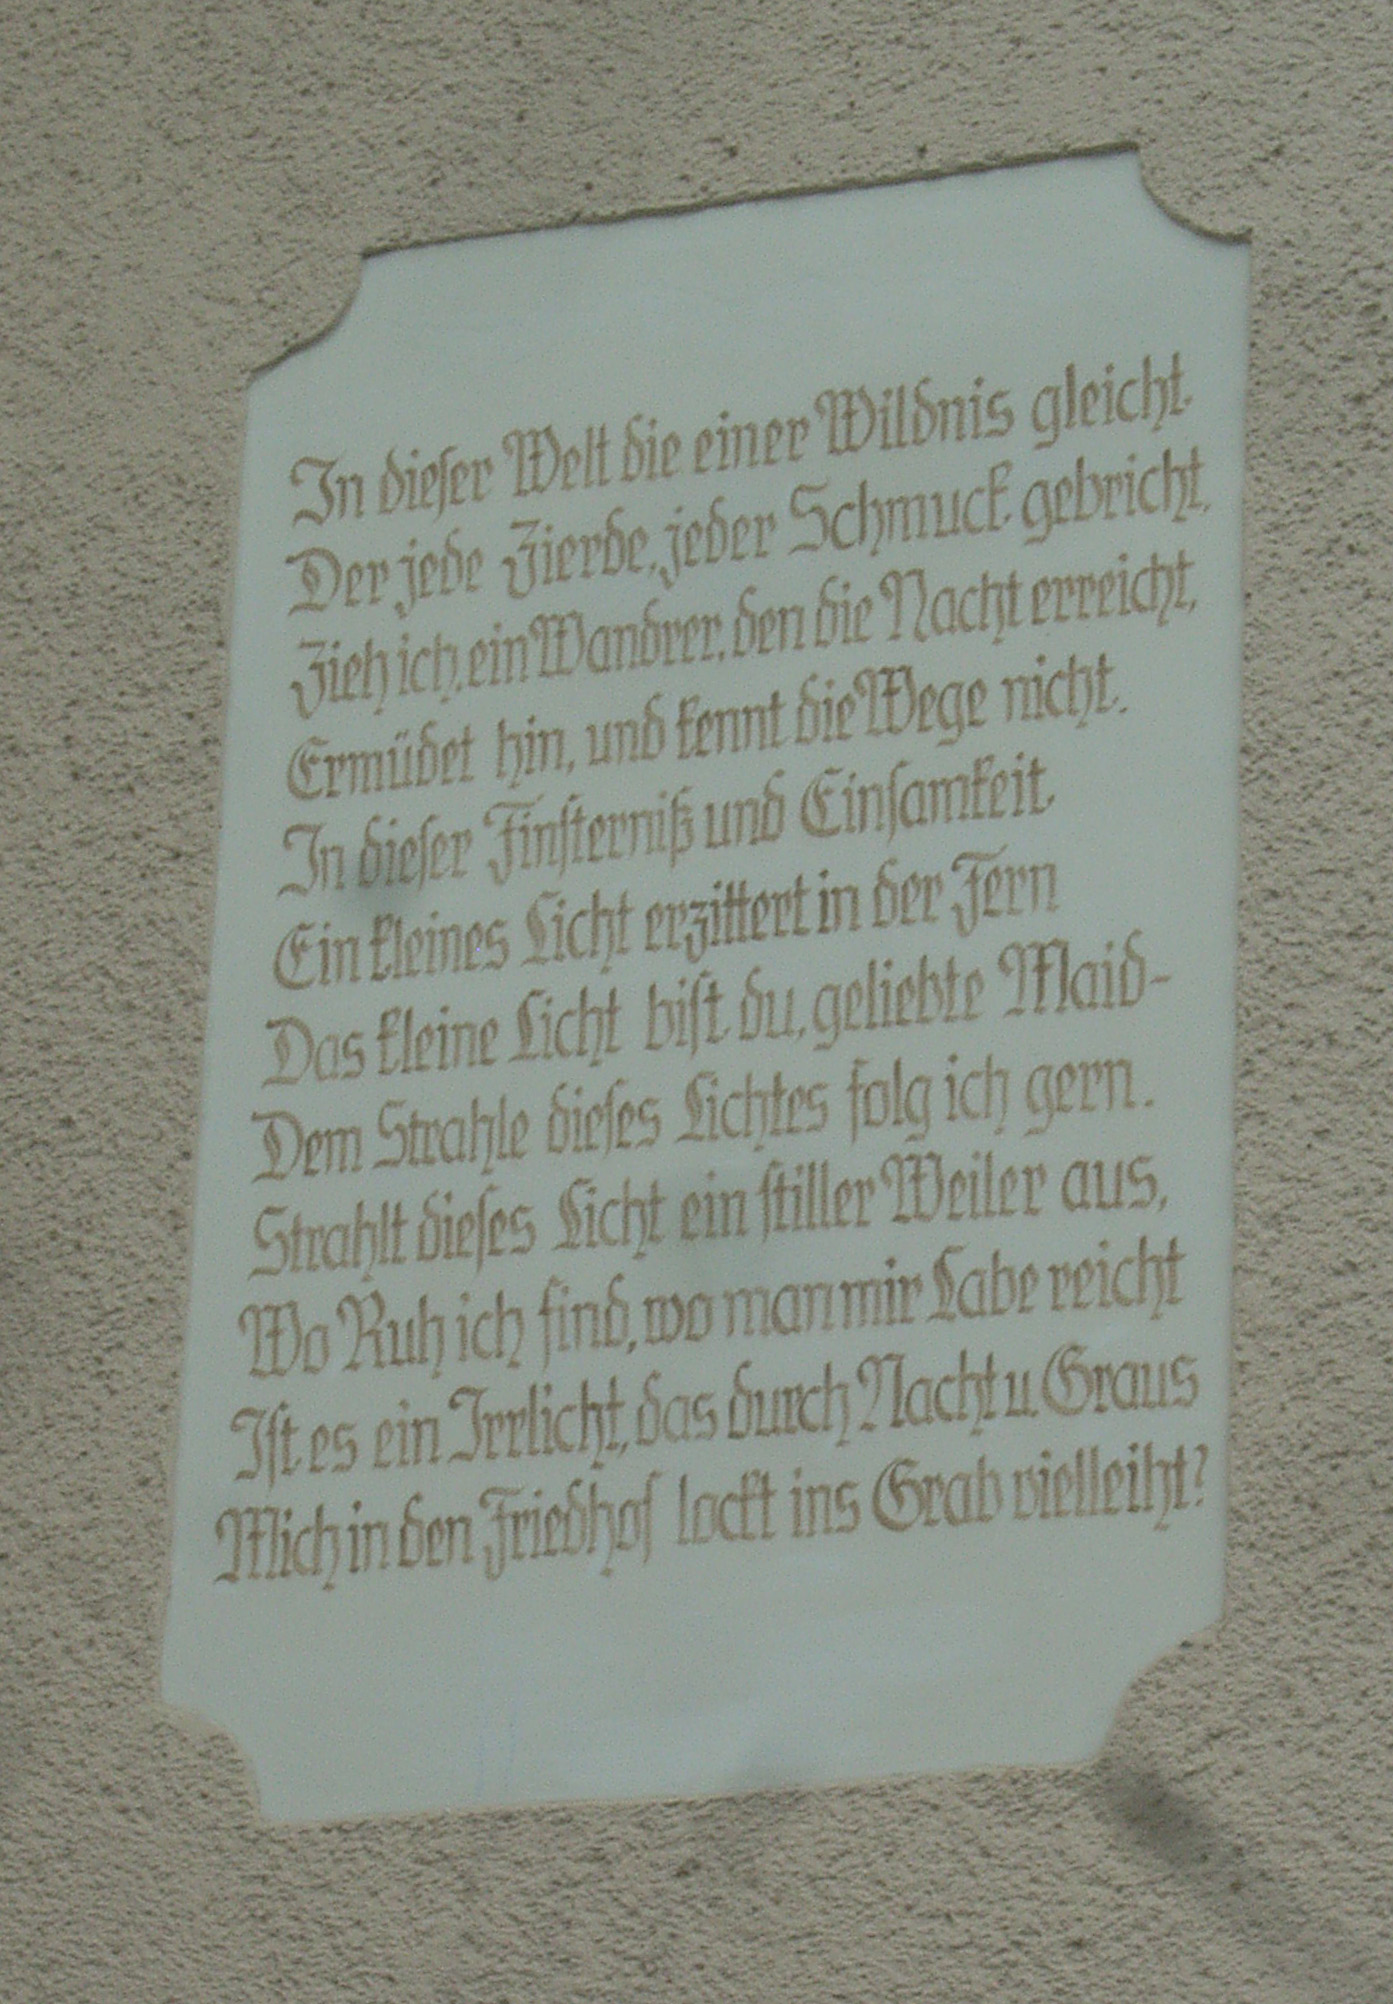 In dieser Welt die einer Wildnis gleicht,
Der jede Zierde, jeder Schmuck gebricht,
Zieh ich, ein Wandrer, den die Nacht erreicht,
Ermüdet hin, und kennt die Wege nicht.
In dieser Finsterniß und Einsamkeit
Ein kleines Licht erzittert in der Fern
Das kleine Licht bist du, geliebte Maid-
Dem Strahle dieses Lichtes folg ich gern.
Strahlt dieses Licht ein stiller Weiler aus,
Wo Ruh ich find, wo man mir Labe reicht
Ist es ein Irrlicht, das durch Nacht u. Graus
Mich in den Friedhof lockt ins Grab vielleiht?